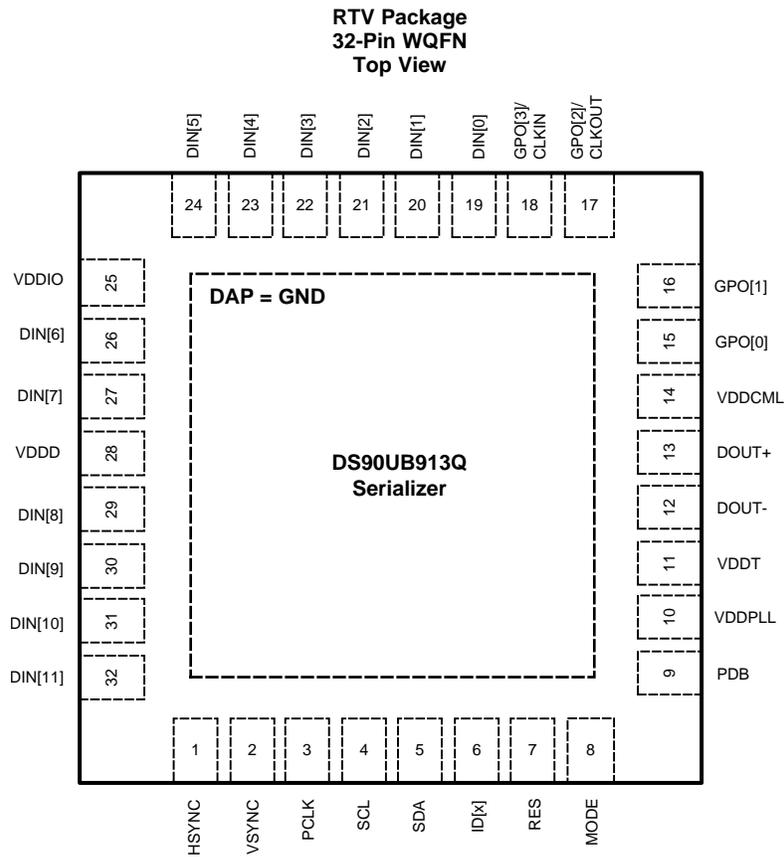 RTV Package
32-Pin WQFN
Top View
DIN[5]
DIN[4]
DIN[3]
DIN[2]
DIN[1]
DIN[0]
GPO[3]/
CLKIN
GPO[2]/
CLKOUT
24
23
22
21
20
19
18
17
VDDIO
25
DIN[6]
26
DIN[7]
27
VDDD
28
DIN[8]
29
DIN[9]
30
DIN[10]
31
DIN[11]
32
DAP = GND
DS90UB913Q
Serializer
16
GPO[1]
15
GPO[0]
14
VDDCML
13
DOUT+
12
DOUT-
11
VDDT
10
VDDPLL
9
PDB
1
2
3
4
5
6
7
8
HSYNC
VSYNC
PCLK
SCL
SDA
ID[x]
RES
MODE